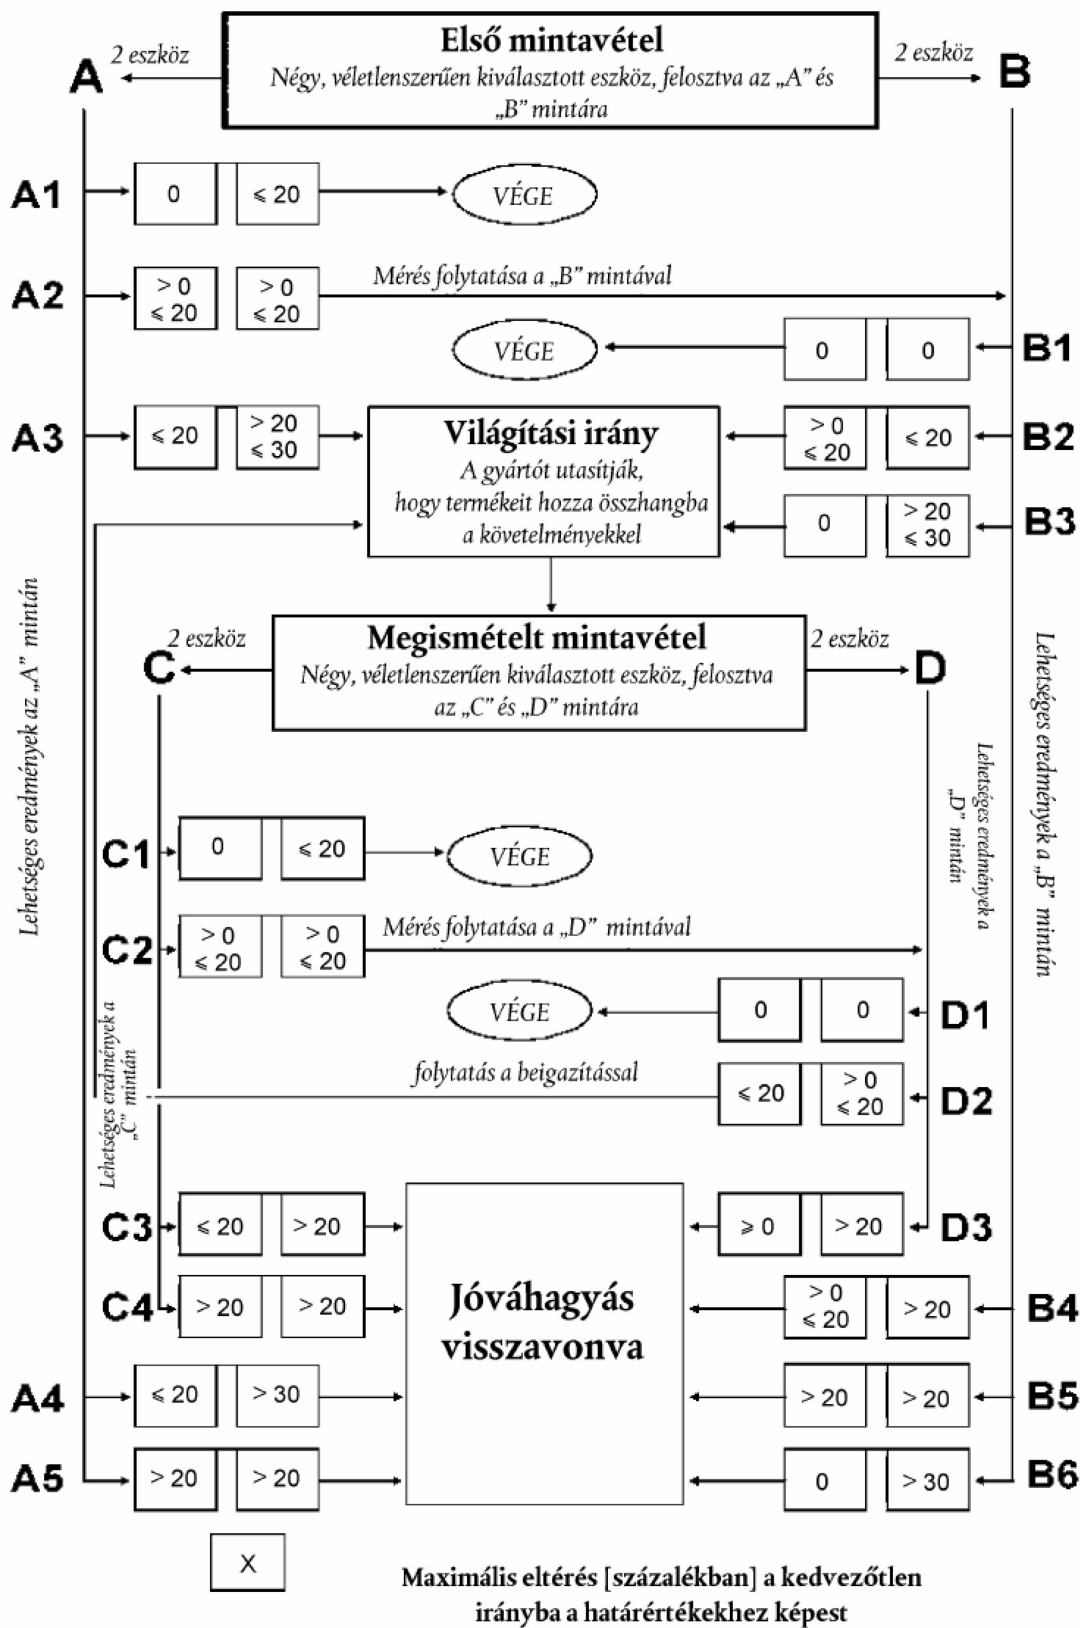 Első mintavétel
Négy, véletlenszerűen kiválasztott eszköz, felosztva az „A” és
„B” mintára
A
2 eszköz
2 eszköz
B
A1
0
≤ 20
VÉGE
A2
> 0
≤ 20
> 0
≤ 20
Mérés folytatása a „B” mintával
VÉGE
0
0
B1
A3
≤ 20
> 20
≤ 30
Világítási irány
A gyártót utasítják,
hogy termékeit hozza összhangba
a követelményekkel
> 0
≤ 20
≤ 20
B2
0
> 20
≤ 30
B3
Lehetséges eredmények az „A” mintán
Megismételt mintavétel
Négy, véletlenszerűen kiválasztott eszköz, felosztva
az „C” és „D” mintára
C
2 eszköz
2 eszköz
D
Lehetséges eredmények a
„D” mintán
Lehetséges eredmények a „B” mintán
C1
0
≤ 20
VÉGE
C2
> 0
≤ 20
> 0
≤ 20
Mérés folytatása a „D” mintával
VÉGE
0
0
D1
Lehetséges eredmények a
„C” mintán
folytatás a beigazítással
≤ 20
> 0
≤ 20
D2
C3
≤ 20
> 20
Jóváhagyás
visszavonva
≥ 0
> 20
D3
C4
> 20
> 20
> 0
≤ 20
> 20
B4
A4
≤ 20
> 30
> 20
> 20
B5
A5
> 20
> 20
0
> 30
B6
X
Maximális eltérés [százalékban] a kedvezőtlen
irányba a határértékekhez képest